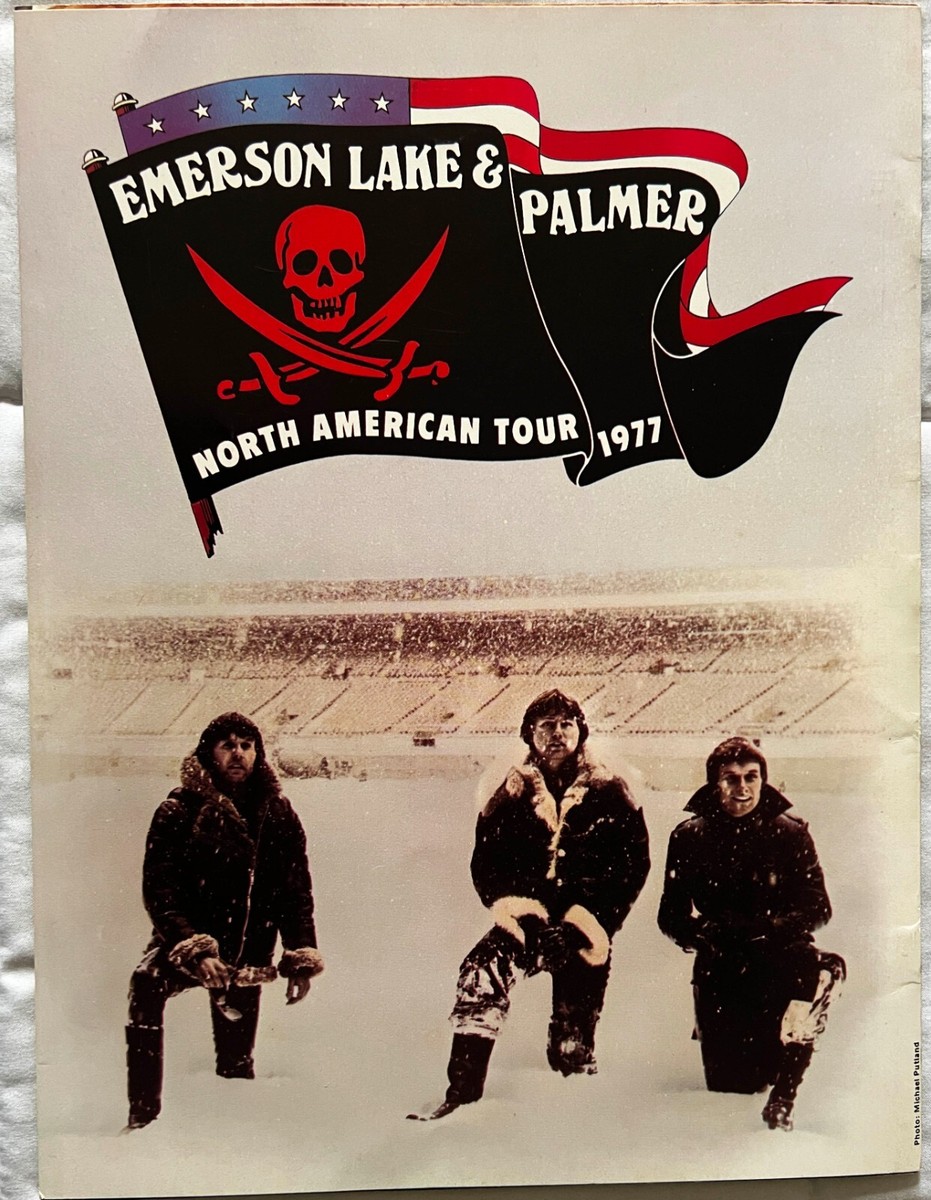 EMERSON LAKE & PALMER
NORTH AMERICAN TOUR 1977
Photo: Michael Putland